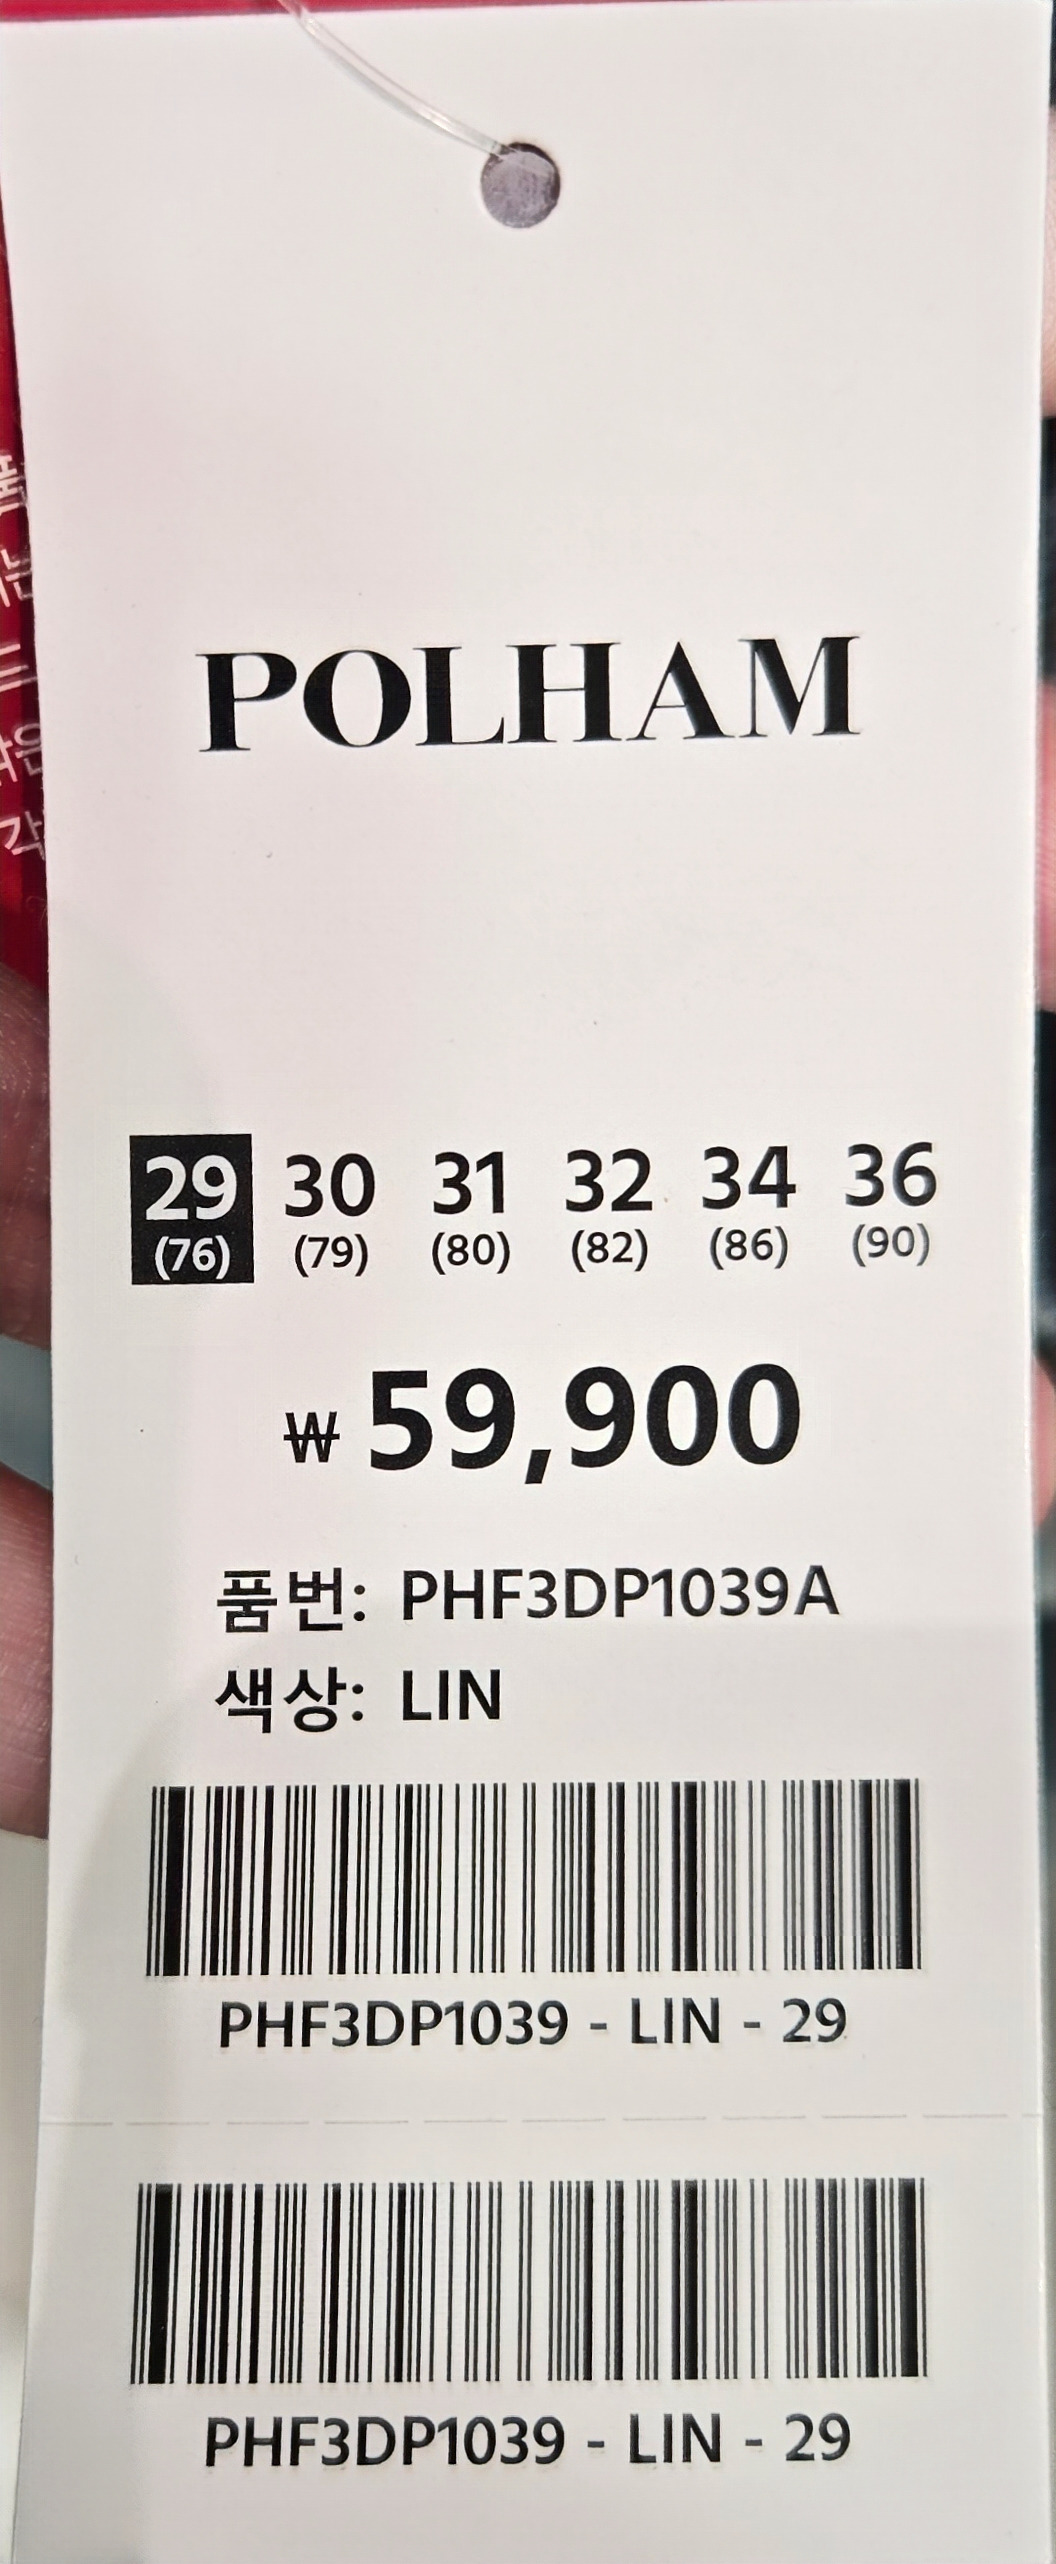 POLHAM
29 30 31 32 34 36
(76) (79) (80) (82) (86) (90)
₩ 59,900
품번: PHF3DP1039A
색상: LIN
PHF3DP1039 - LIN - 29
PHF3DP1039 - LIN - 29